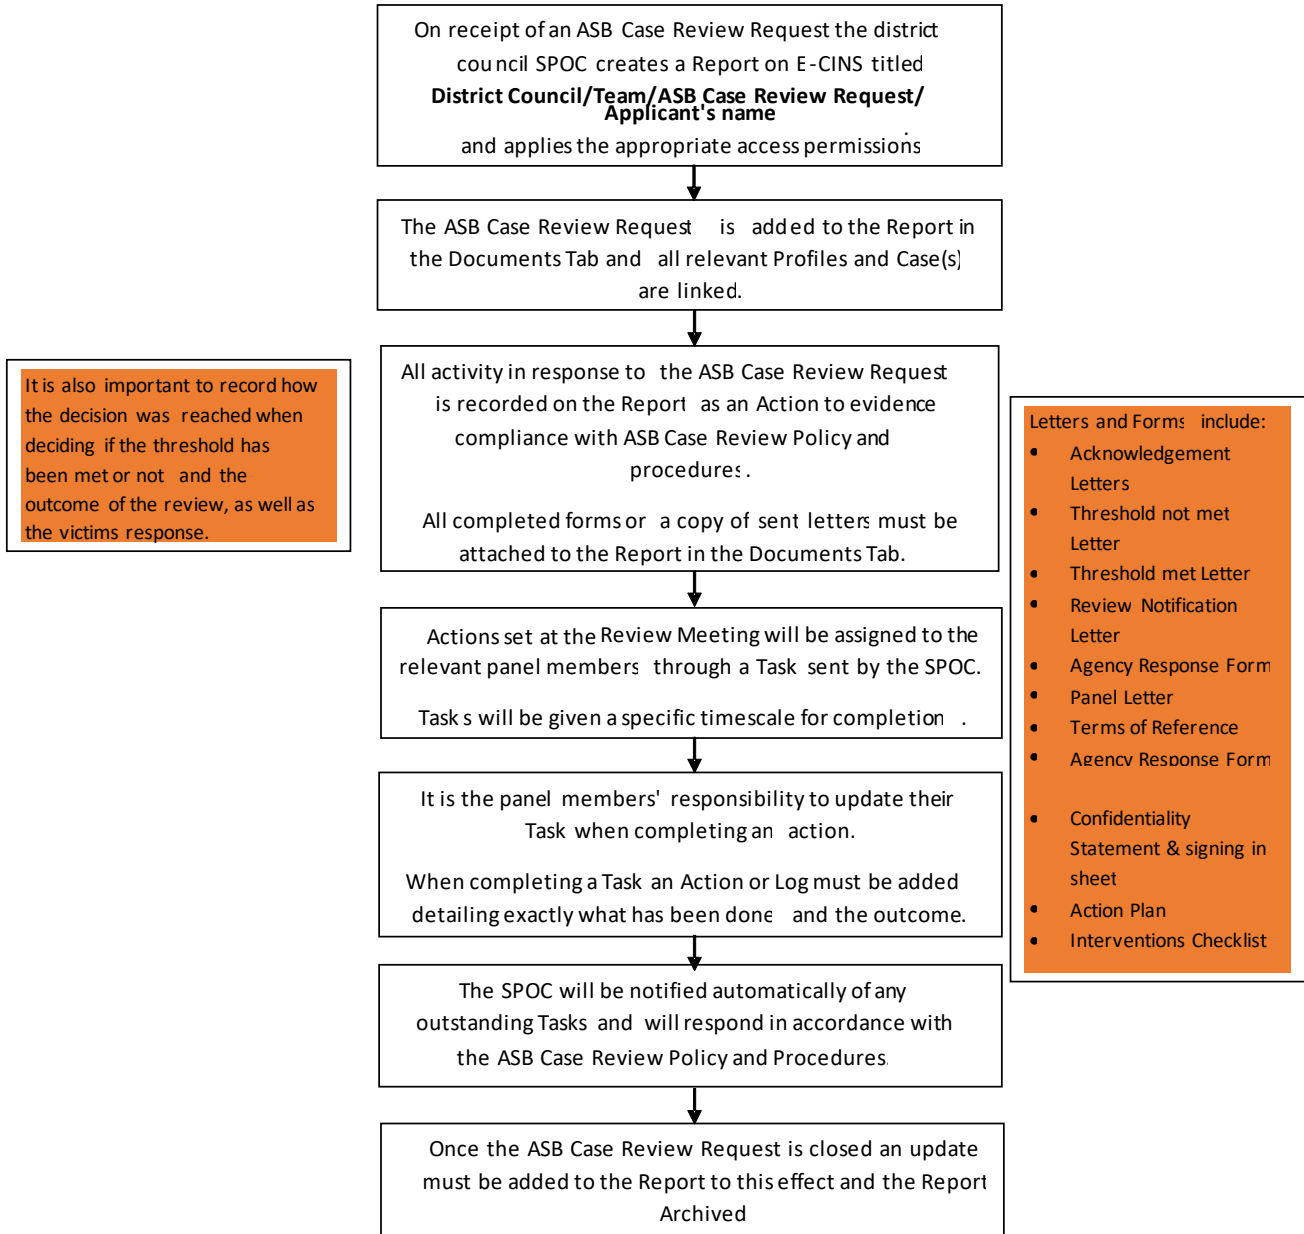 On receipt of an ASB Case Review Request the district
council SPOC creates a Report on E-CINS titled
District Council/Team/ASB Case Review Request/
Applicant's name
.
and applies the appropriate access permissions
The ASB Case Review Request is added to the Report in
the Documents Tab and all relevant Profiles and Case(s)
are linked.
It is also important to record how
the decision was reached when
deciding if the threshold has
been met or not and the
outcome of the review, as well as
the victims response.
All activity in response to the ASB Case Review Request
is recorded on the Report as an Action to evidence
compliance with ASB Case Review Policy and
procedures.
All completed forms or a copy of sent letters must be
attached to the Report in the Documents Tab.
Letters and Forms include:
• Acknowledgement
Letters
• Threshold not met
Letter
• Threshold met Letter
• Review Notification
Letter
• Agency Response Form
• Panel Letter
• Terms of Reference
• Agency Response Form
• Confidentiality
Statement & signing in
sheet
• Action Plan
• Interventions Checklist
Actions set at the Review Meeting will be assigned to the
relevant panel members through a Task sent by the SPOC.
Tasks will be given a specific timescale for completion .
It is the panel members' responsibility to update their
Task when completing an action.
When completing a Task an Action or Log must be added
detailing exactly what has been done and the outcome.
The SPOC will be notified automatically of any
outstanding Tasks and will respond in accordance with
the ASB Case Review Policy and Procedures.
Once the ASB Case Review Request is closed an update
must be added to the Report to this effect and the Report
Archived